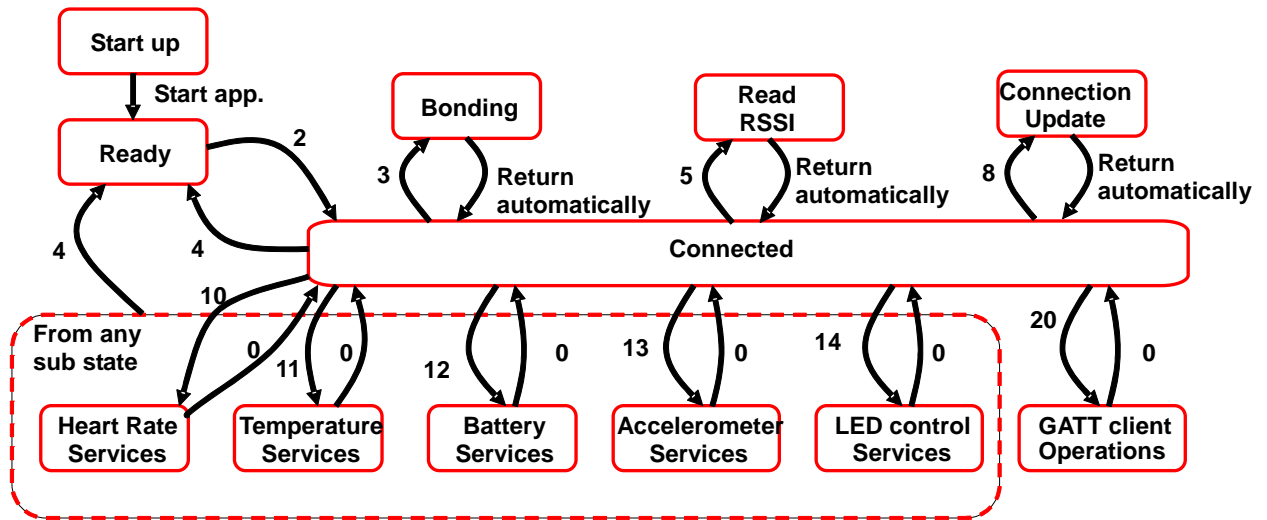 Start up
Start app.
Ready
2
Bonding
3
Return
automatically
Read
RSSI
5
Return
automatically
Connection
Update
8
Return
automatically
4
4
Connected
10
From any
sub state
0
11
0
12
0
13
0
14
0
20
0
Heart Rate
Services
Temperature
Services
Battery
Services
Accelerometer
Services
LED control
Services
GATT client
Operations